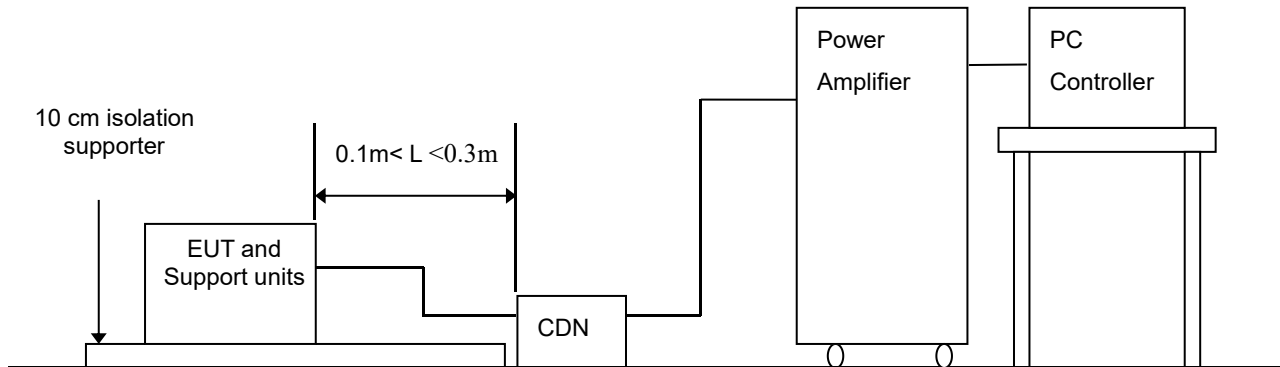 Power
Amplifier
PC
Controller
10 cm isolation
supporter
0.1m< L <0.3m
EUT and
Support units
CDN